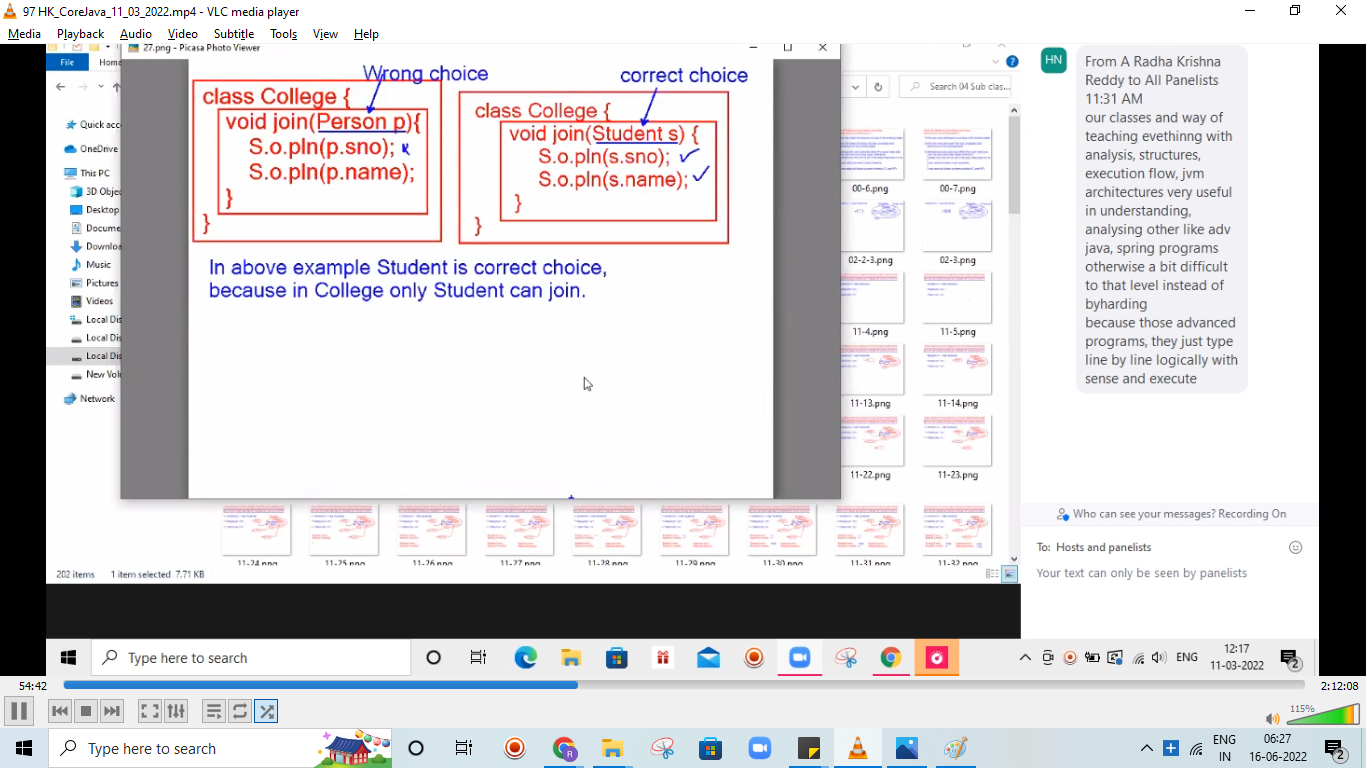 97 HK_CoreJava_11_03_2022.mp4 - VLC media player
Media Playback Audio Video Subtitle Tools View Help
27.png - Picasa Photo Viewer
File Home
Search 04 Sub clas...
Quick acc
OneDrive
This PC
3D Objec
Desktop
Docume
Downloa
Music
Pictures
Videos
Local Dis
Local Dis
Local Dis
New Volu
Network
Wrong choice
class College {
void join(Person p){
S.o.pln(p.sno);
S.o.pln(p.name);
}
}
correct choice
class College {
void join(Student s) {
S.o.pln(s.sno);
S.o.pln(s.name);
}
}
In above example Student is correct choice,
because in College only Student can join.
00-6.png 00-7.png
02-2-3.png 02-3.png
11-4.png 11-5.png
11-13.png 11-14.png
11-22.png 11-23.png
11-24.png 11-25.png 11-26.png 11-27.png 11-28.png 11-29.png 11-30.png 11-31.png 11-32.png
202 items 1 item selected 7.71 KB
HN
From A Radha Krishna
Reddy to All Panelists
11:31 AM
our classes and way of
teaching evethinng with
analysis, structures,
execution flow, jvm
architectures very useful
in understanding,
analysing other like adv
java, spring programs
otherwise a bit difficult
to that level instead of
byharding
because those advanced
programs, they just type
line by line logically with
sense and execute
Who can see your messages? Recording On
To: Hosts and panelists
Your text can only be seen by panelists
Type here to search
ENG
12:17
11-03-2022
2
54:42
2:12:08
115%
Type here to search
R
ENG
IN
06:27
16-06-2022
2